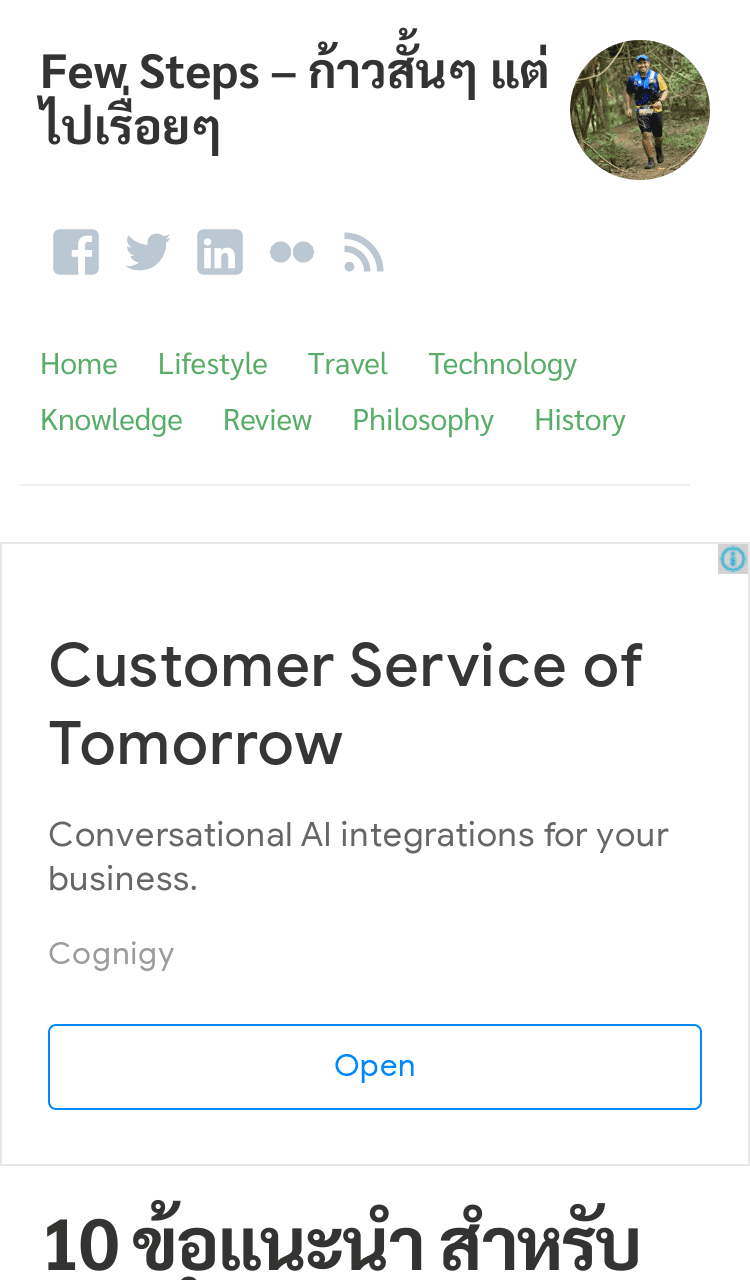 Few Steps – ก้าวสั้นๆ แต่
ไปเรื่อยๆ
Home Lifestyle Travel Technology
Knowledge Review Philosophy History
Customer Service of
Tomorrow
Conversational AI integrations for your
business.
Cognigy
Open
10 ข้อแนะนำ สำหรับ